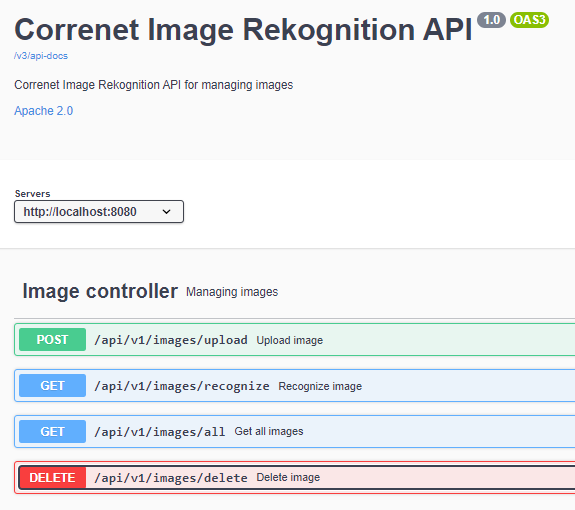 Correnet Image Rekognition API 1.0 OAS3
/v3/api-docs
Correnet Image Rekognition API for managing images
Apache 2.0
Servers
http://localhost:8080
Image controller Managing images
POST /api/v1/images/upload Upload image
GET /api/v1/images/recognize Recognize image
GET /api/v1/images/all Get all images
DELETE /api/v1/images/delete Delete image